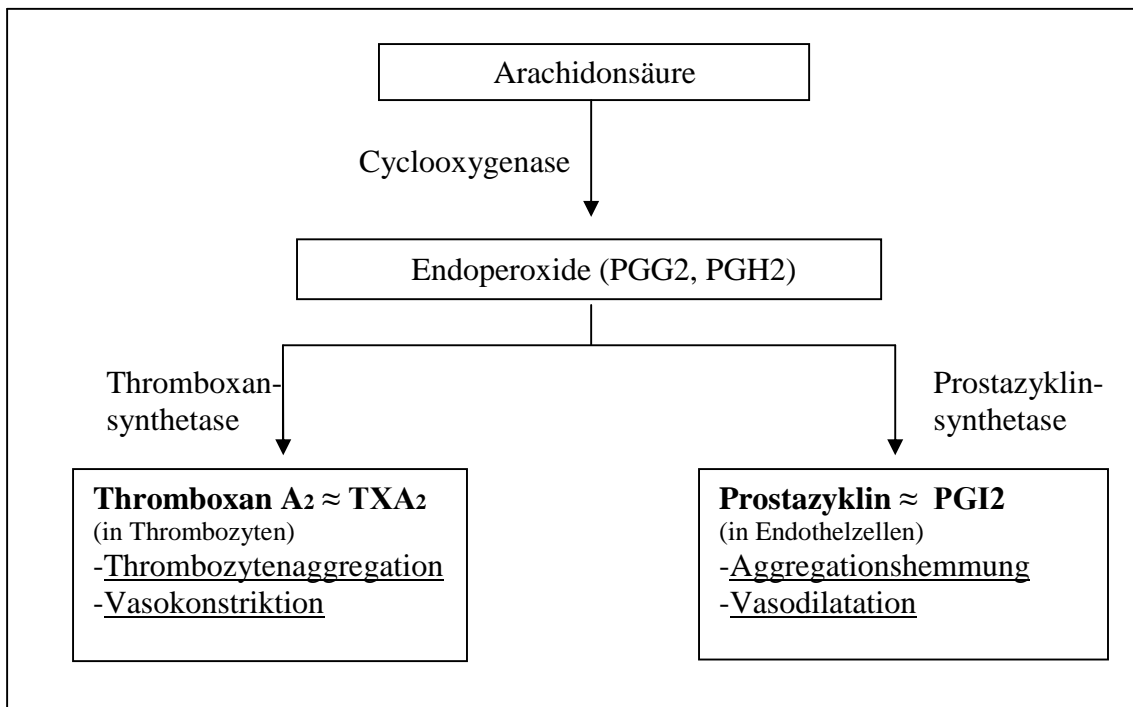 Arachidonsäure
Cyclooxygenase
Endoperoxide (PGG2, PGH2)
Thromboxan-
synthetase
Prostazyklin-
synthetase
Thromboxan A₂ ≈ TXA₂
(in Thrombozyten)
-Thrombozytenaggregation
-Vasokonstriktion
Prostazyklin ≈ PGI2
(in Endothelzellen)
-Aggregationshemmung
-Vasodilatation